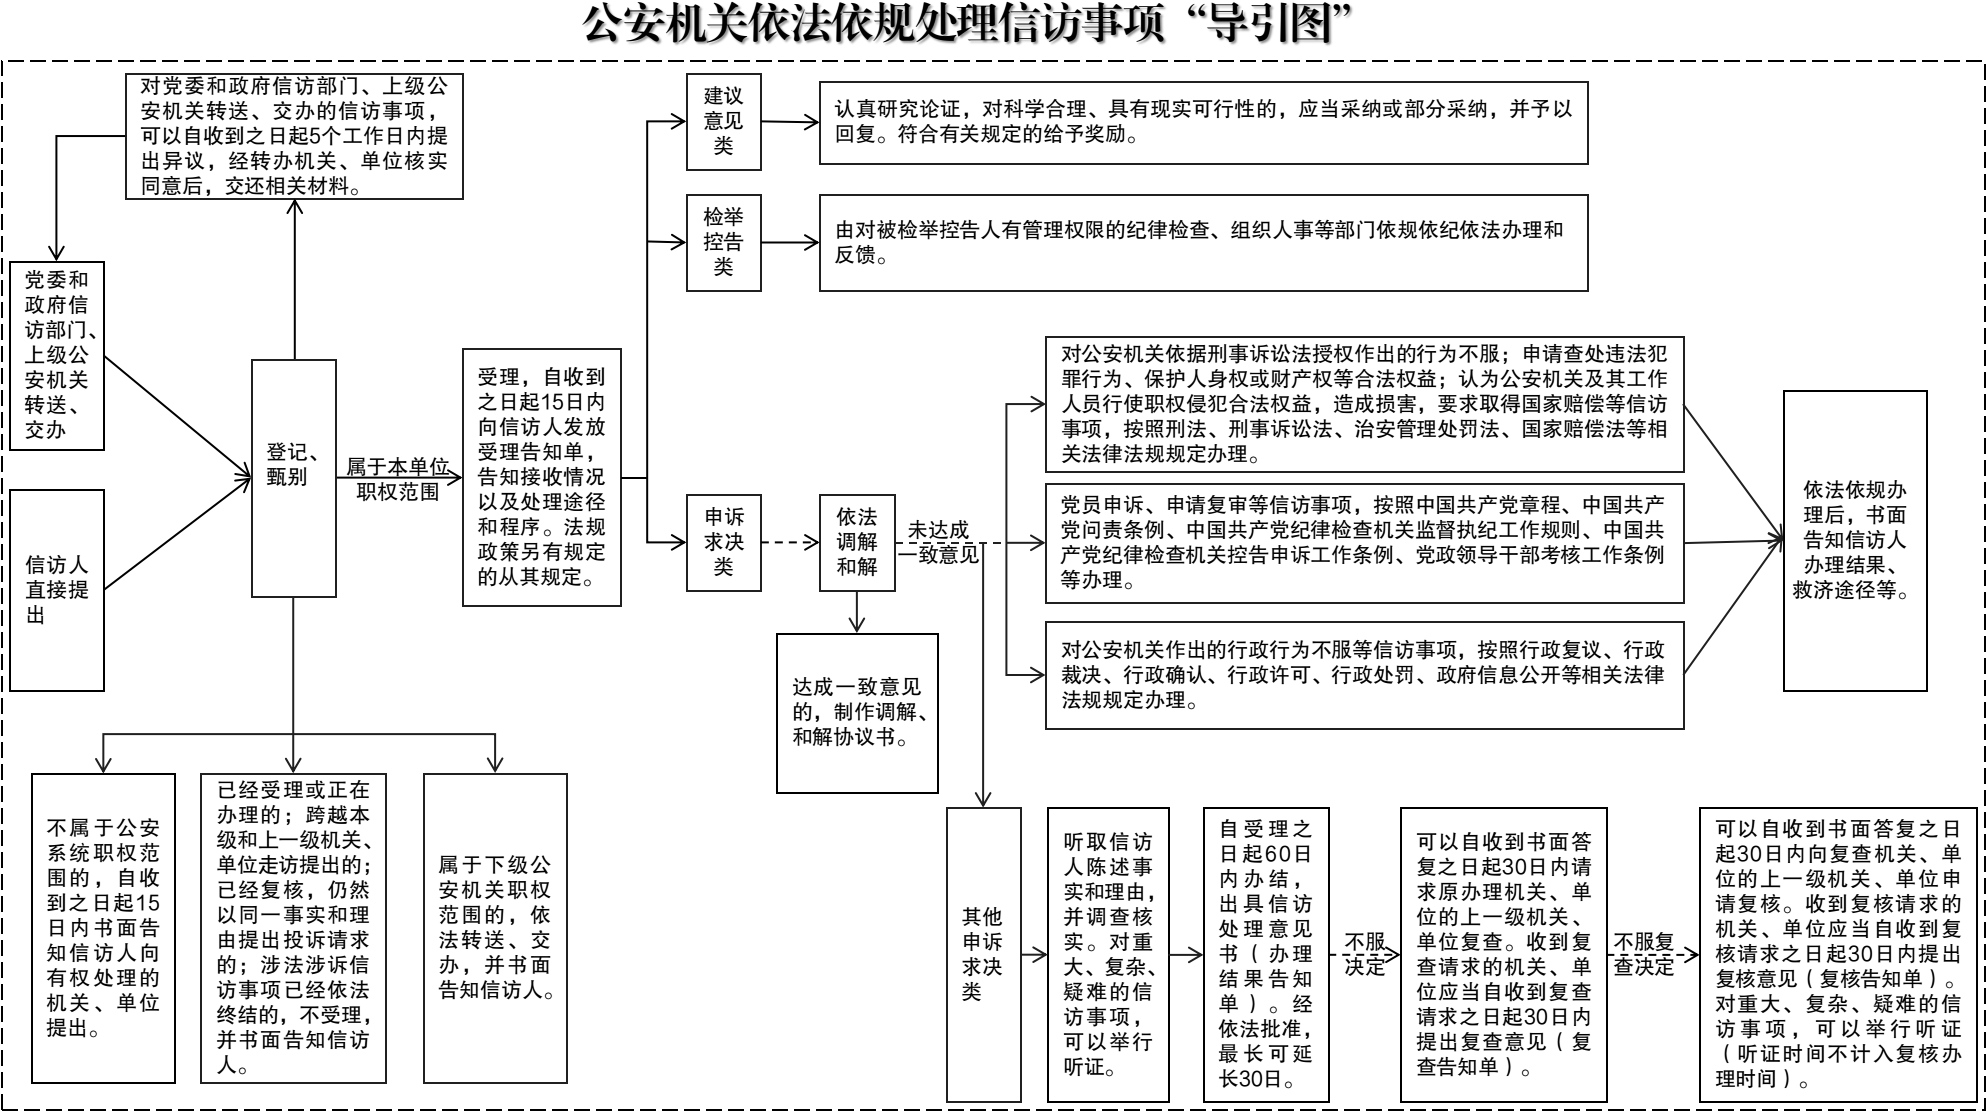 公安机关依法依规处理信访事项“导引图”
对党委和政府信访部门、上级公
安机关转送、交办的信访事项，
可以自收到之日起5个工作日内提
出异议，经转办机关、单位核实
同意后，交还相关材料。
党委和
政府信
访部门、
上级公
安机关
转送、
交办
信访人
直接提
出
登记、
甄别
属于本单位
职权范围
受理，自收到
之日起15日内
向信访人发放
受理告知单，
告知接收情况
以及处理途径
和程序。法规
政策另有规定
的从其规定。
建议
意见
类
认真研究论证，对科学合理、具有现实可行性的，应当采纳或部分采纳，并予以
回复。符合有关规定的给予奖励。
检举
控告
类
由对被检举控告人有管理权限的纪律检查、组织人事等部门依规依纪依法办理和
反馈。
申诉
求决
类
依法
调解
和解
未达成
一致意见
达成一致意见
的，制作调解、
和解协议书。
对公安机关依据刑事诉讼法授权作出的行为不服；申请查处违法犯
罪行为、保护人身权或财产权等合法权益；认为公安机关及其工作
人员行使职权侵犯合法权益，造成损害，要求取得国家赔偿等信访
事项，按照刑法、刑事诉讼法、治安管理处罚法、国家赔偿法等相
关法律法规规定办理。
党员申诉、申请复审等信访事项，按照中国共产党章程、中国共产
党问责条例、中国共产党纪律检查机关监督执纪工作规则、中国共
产党纪律检查机关控告申诉工作条例、党政领导干部考核工作条例
等办理。
对公安机关作出的行政行为不服等信访事项，按照行政复议、行政
裁决、行政确认、行政许可、行政处罚、政府信息公开等相关法律
法规规定办理。
依法依规办
理后，书面
告知信访人
办理结果、
救济途径等。
不属于公安
系统职权范
围的，自收
到之日起15
日内书面告
知信访人向
有权处理的
机关、单位
提出。
已经受理或正在
办理的；跨越本
级和上一级机关、
单位走访提出的；
已经复核，仍然
以同一事实和理
由提出投诉请求
的；涉法涉诉信
访事项已经依法
终结的，不受理，
并书面告知信访
人。
属于下级公
安机关职权
范围的，依
法转送、交
办，并书面
告知信访人。
其他
申诉
求决
类
听取信访
人陈述事
实和理由，
并调查核
实。对重
大、复杂、
疑难的信
访事项，
可以举行
听证。
自受理之
日起60日
内办结，
出具信访
处理意见
书（办理
结果告知
单）。经
依法批准，
最长可延
长30日。
不服
决定
可以自收到书面答
复之日起30日内请
求原办理机关、单
位的上一级机关、
单位复查。收到复
查请求的机关、单
位应当自收到复查
请求之日起30日内
提出复查意见（复
查告知单）。
不服复
查决定
可以自收到书面答复之日
起30日内向复查机关、单
位的上一级机关、单位申
请复核。收到复核请求的
机关、单位应当自收到复
核请求之日起30日内提出
复核意见（复核告知单）。
对重大、复杂、疑难的信
访事项，可以举行听证
（听证时间不计入复核办
理时间）。